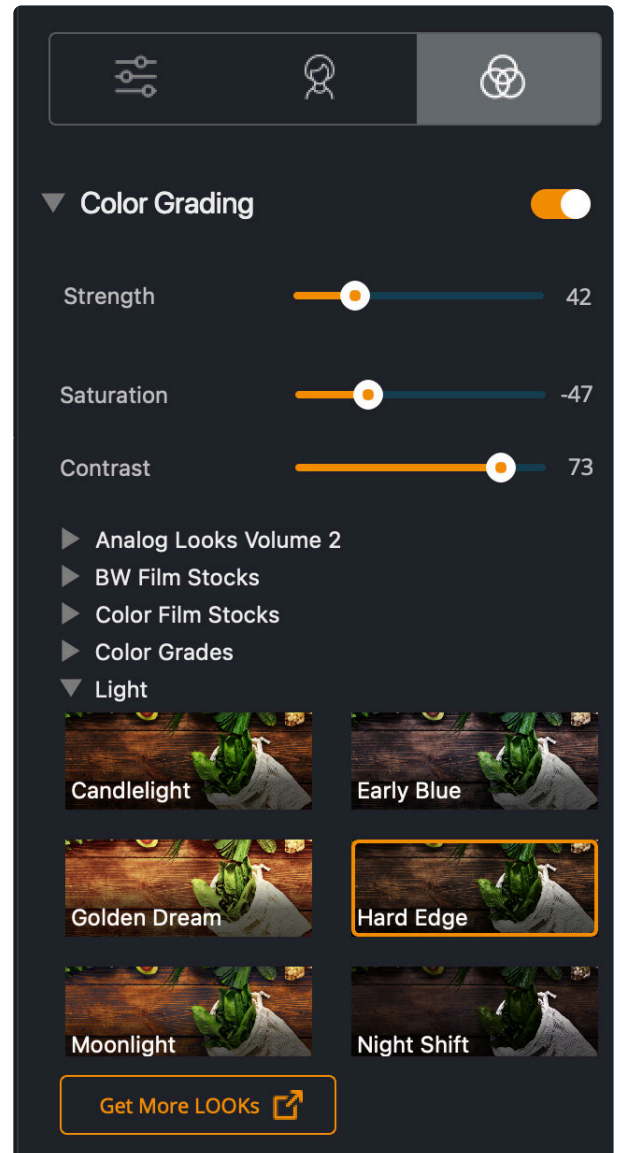 Color Grading
Strength 42
Saturation -47
Contrast 73
Analog Looks Volume 2
BW Film Stocks
Color Film Stocks
Color Grades
Light
Candlelight Early Blue
Golden Dream Hard Edge
Moonlight Night Shift
Get More LOOKs